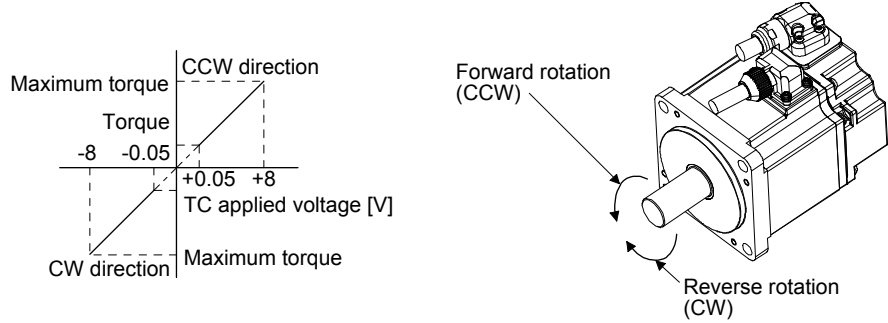 CCW direction
Maximum torque
Torque
-8
-0.05
+0.05
+8
TC applied voltage [V]
CW direction
Maximum torque
Forward rotation
(CCW)
Reverse rotation
(CW)